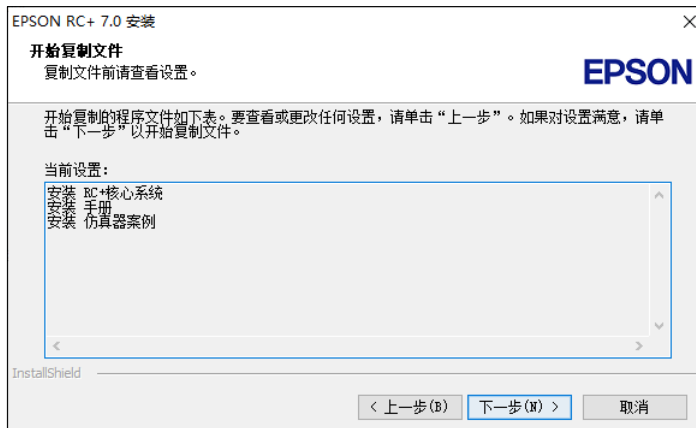 EPSON RC+ 7.0 安装
开始复制文件
复制文件前请查看设置。
EPSON
开始复制的程序文件如下表。要查看或更改任何设置，请单击“上一步”。如果对设置满意，请单
击“下一步”以开始复制文件。
当前设置：
安装 RC+核心系统
安装 手册
安装 仿真器案例
InstallShield
< 上一步(B)
下一步(N) >
取消